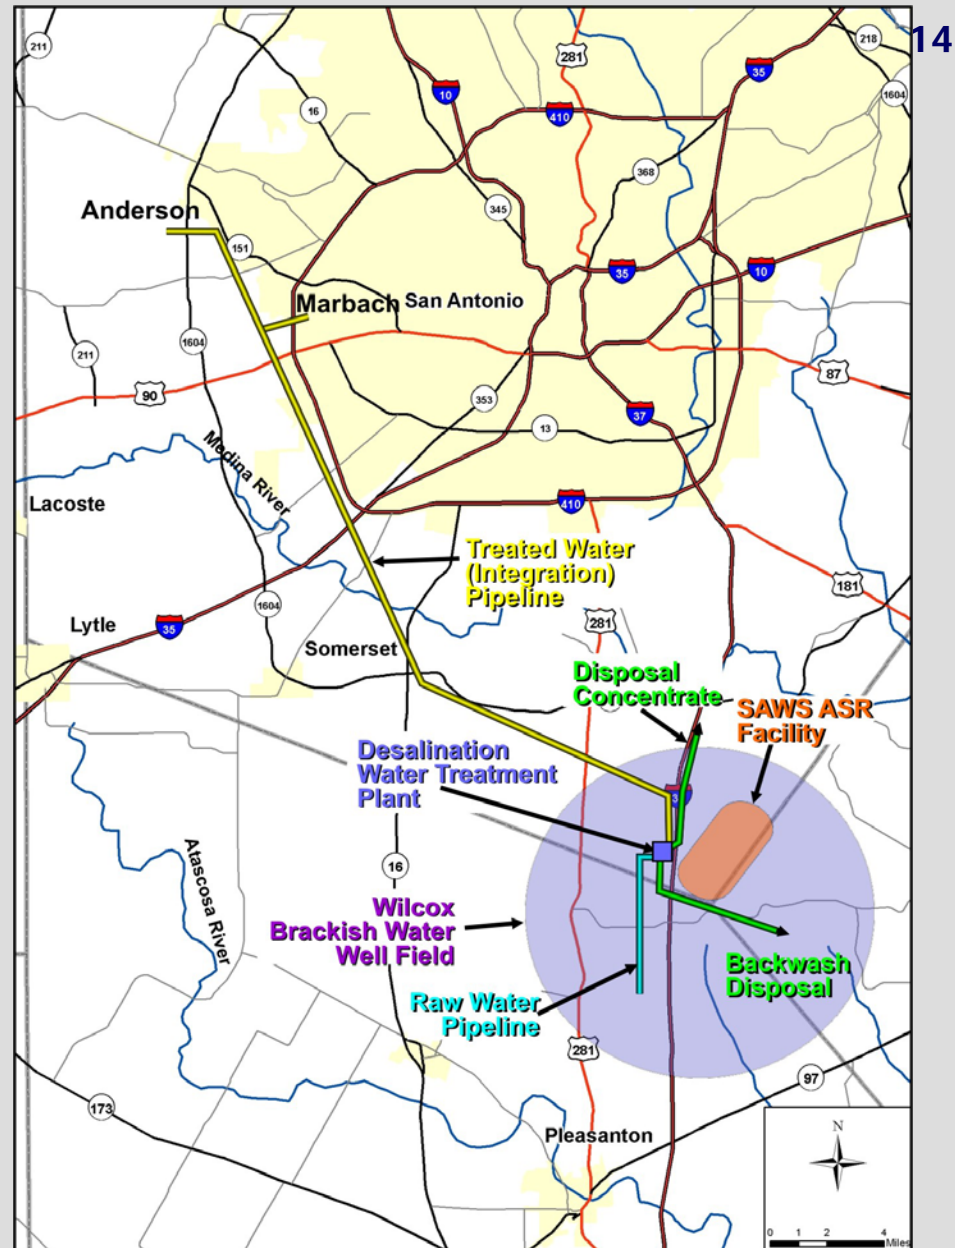 14
211
218
281
35
10
1604
16
410
368
345
Anderson
151
35
10
Marbach
San Antonio
1604
211
87
90
353
37
13
Medina River
Lacoste
410
Treated Water
(Integration)
Pipeline
181
1604
281
Lytle
35
Somerset
Disposal
Concentrate
SAWS ASR
Facility
Desalination
Water Treatment
Plant
16
Atascosa River
Wilcox
Brackish Water
Well Field
Backwash
Disposal
Raw Water
Pipeline
281
97
173
Pleasanton
N
0 1 2 4
Miles